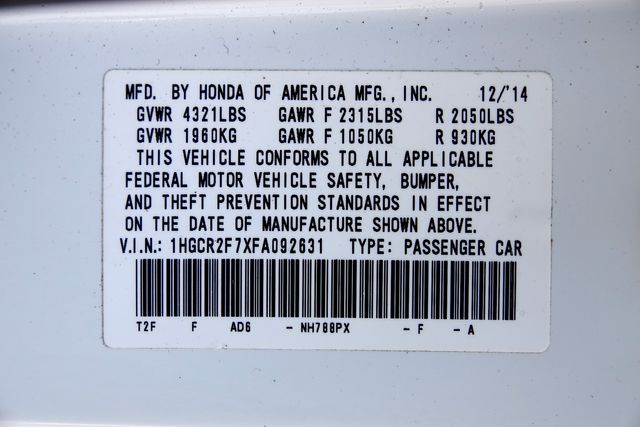 MFD. BY HONDA OF AMERICA MFG., INC. 12/'14
GVWR 4321LBS GAWR F 2315LBS R 2050LBS
GVWR 1960KG GAWR F 1050KG R 930KG
THIS VEHICLE CONFORMS TO ALL APPLICABLE
FEDERAL MOTOR VEHICLE SAFETY, BUMPER,
AND THEFT PREVENTION STANDARDS IN EFFECT
ON THE DATE OF MANUFACTURE SHOWN ABOVE.
V.I.N.: 1HGCR2F7XFA092631 TYPE: PASSENGER CAR
T2F F AD6 - NH788PX - F - A